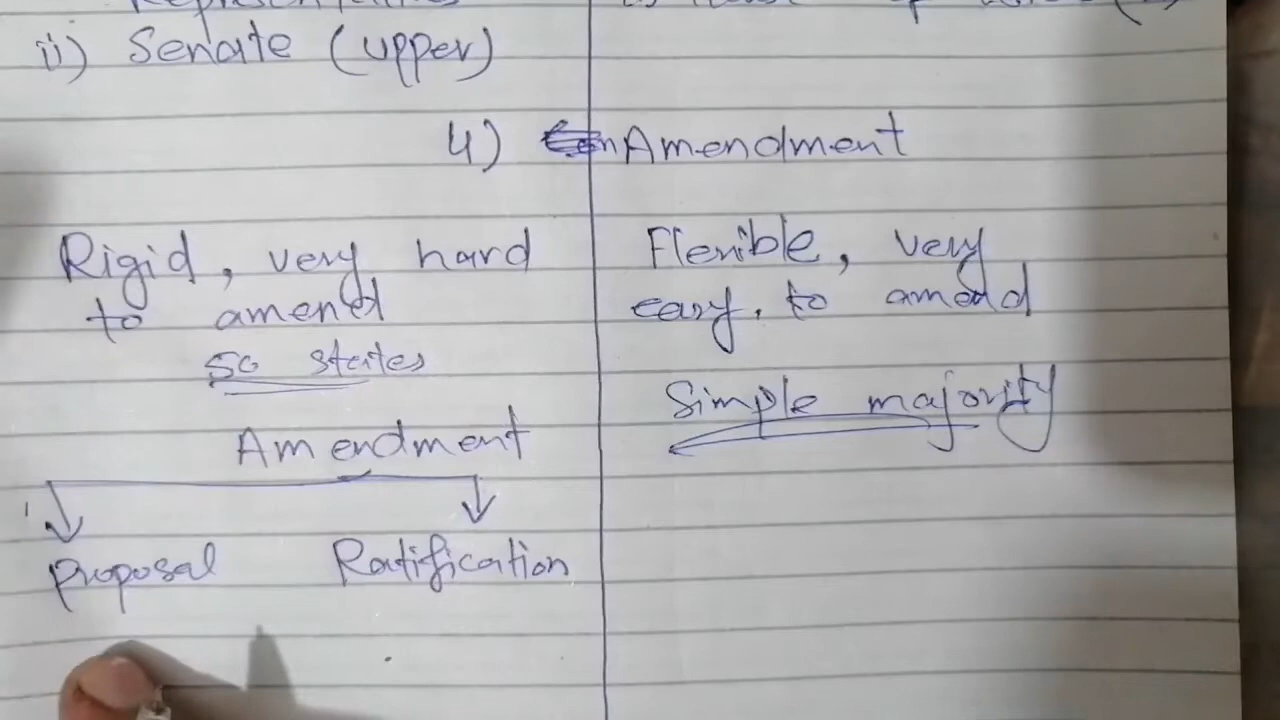 Representatives
ii) Senate (upper)
4) Amendment
Rigid, very hard
to amend
50 states
Amendment
Proposal Ratification
Flexible, very
easy. to amend
Simple majority